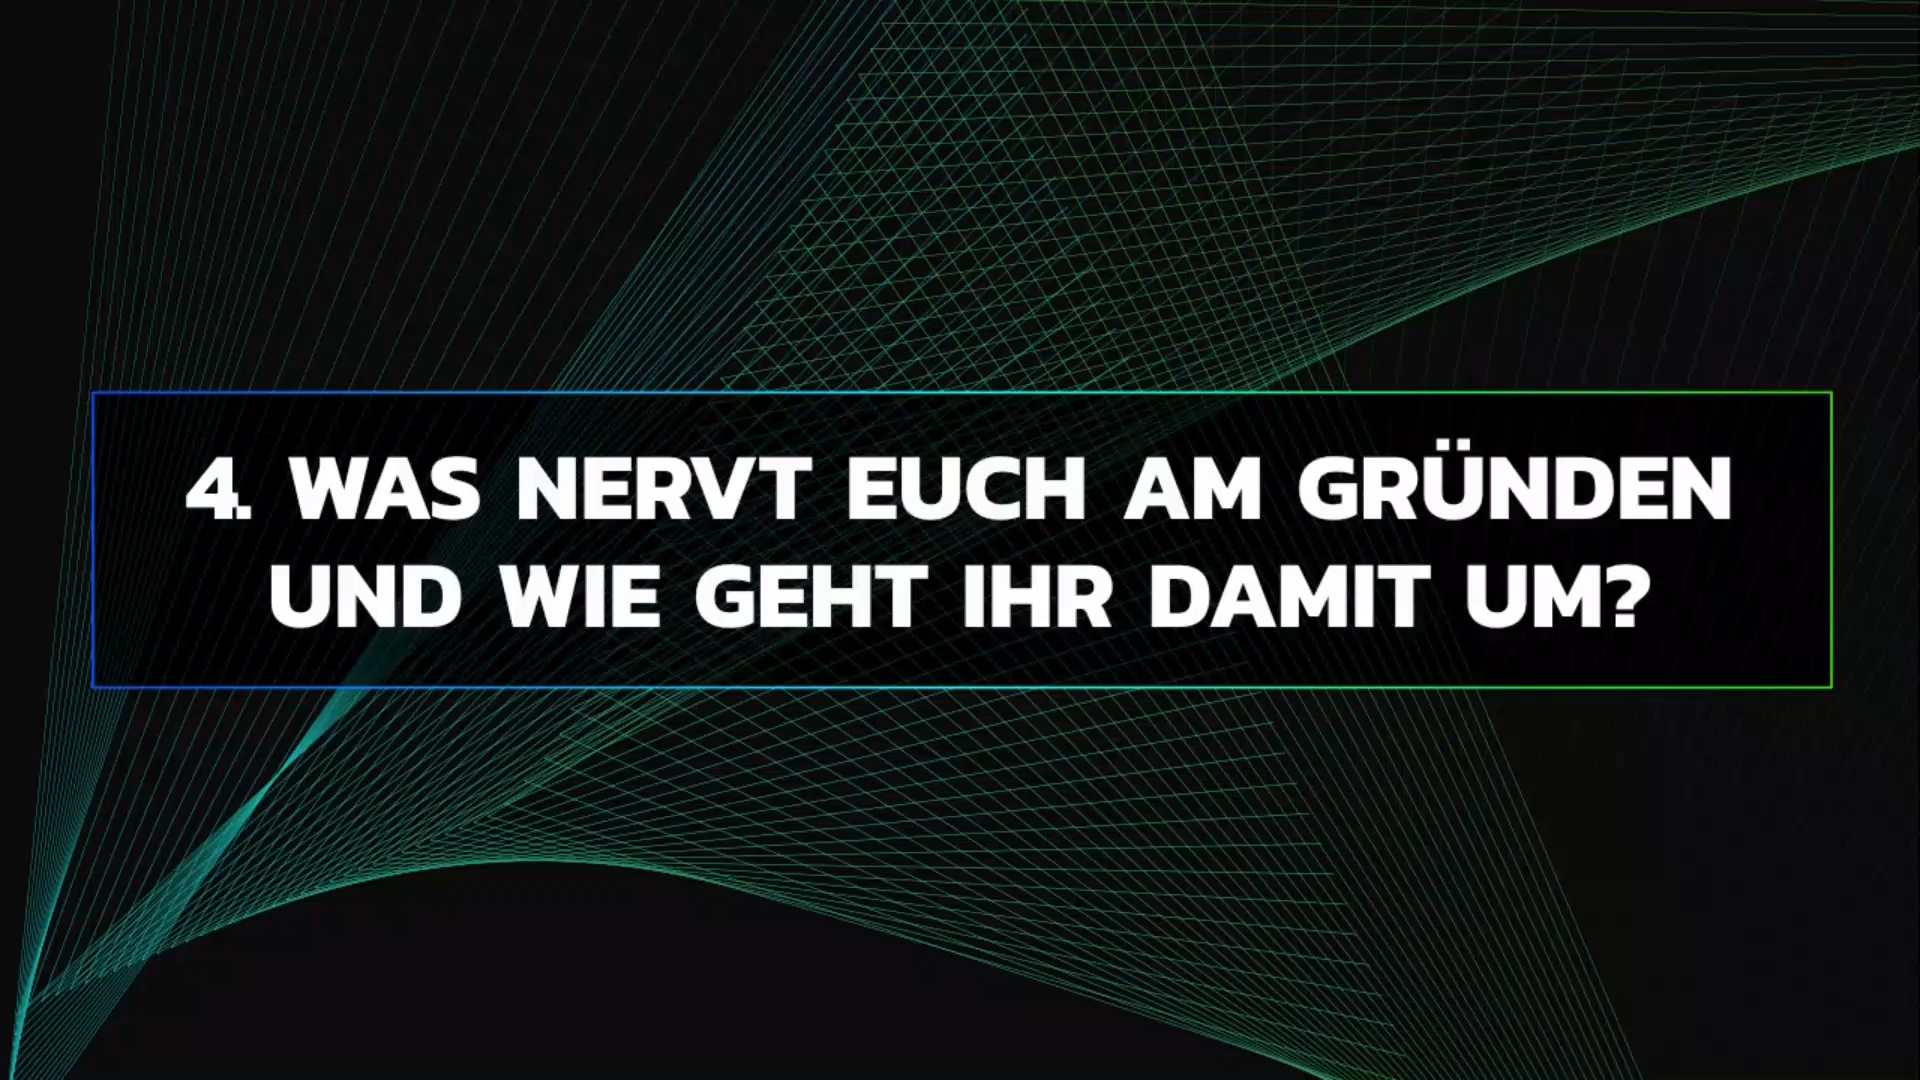 4. WAS NERVT EUCH AM GRÜNDEN
UND WIE GEHT IHR DAMIT UM?